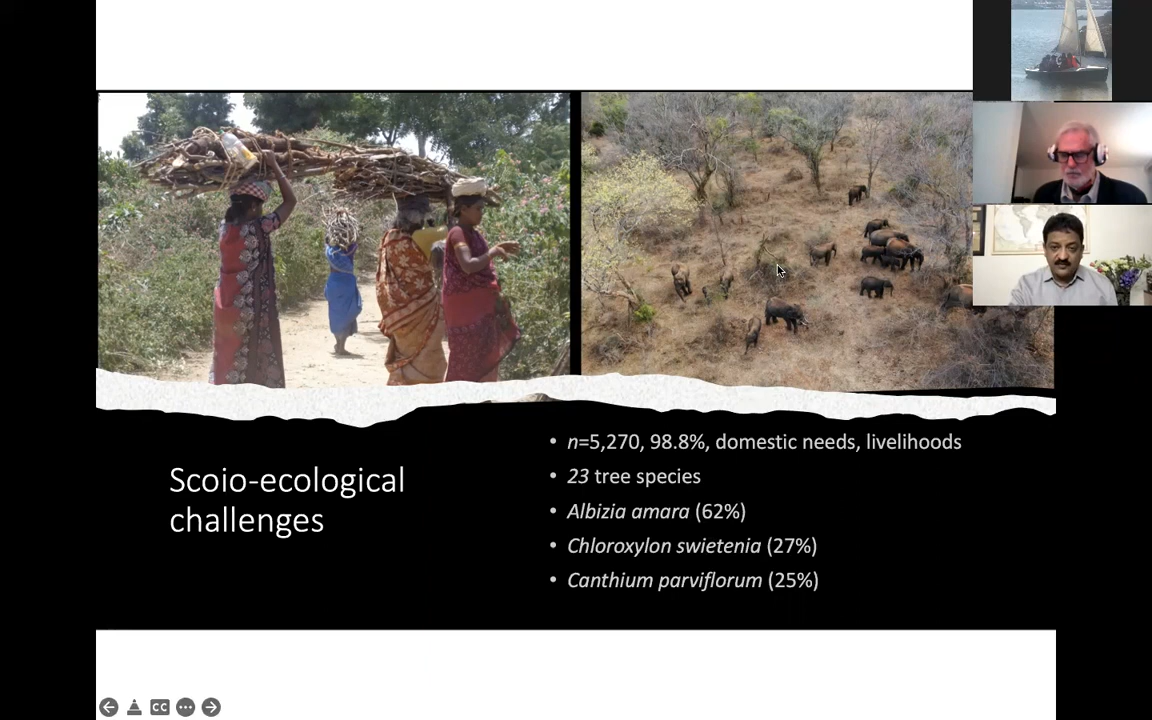 Scoio-ecological
challenges
• n=5,270, 98.8%, domestic needs, livelihoods
• 23 tree species
• Albizia amara (62%)
• Chloroxylon swietenia (27%)
• Canthium parviflorum (25%)
CC